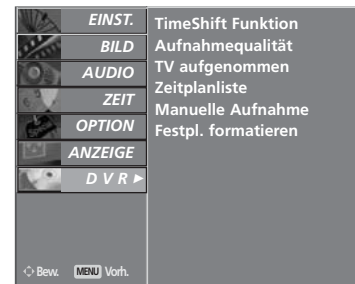 EINST.
BILD
AUDIO
ZEIT
OPTION
ANZEIGE
D V R ►
TimeShift Funktion
Aufnahmequalität
TV aufgenommen
Zeitplanliste
Manuelle Aufnahme
Festpl. formatieren
Bew. MENU Vorh.